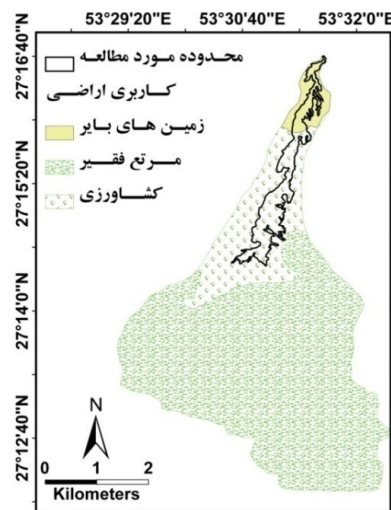 53°29'20"E 53°30'40"E 53°32'0"E
27°16'40"N
27°15'20"N
27°14'0"N
27°12'40"N
محدوده مورد مطالعه
کاربری اراضی
زمین های بایر
مرتع فقیر
کشاورزی
N
0 1 2
Kilometers